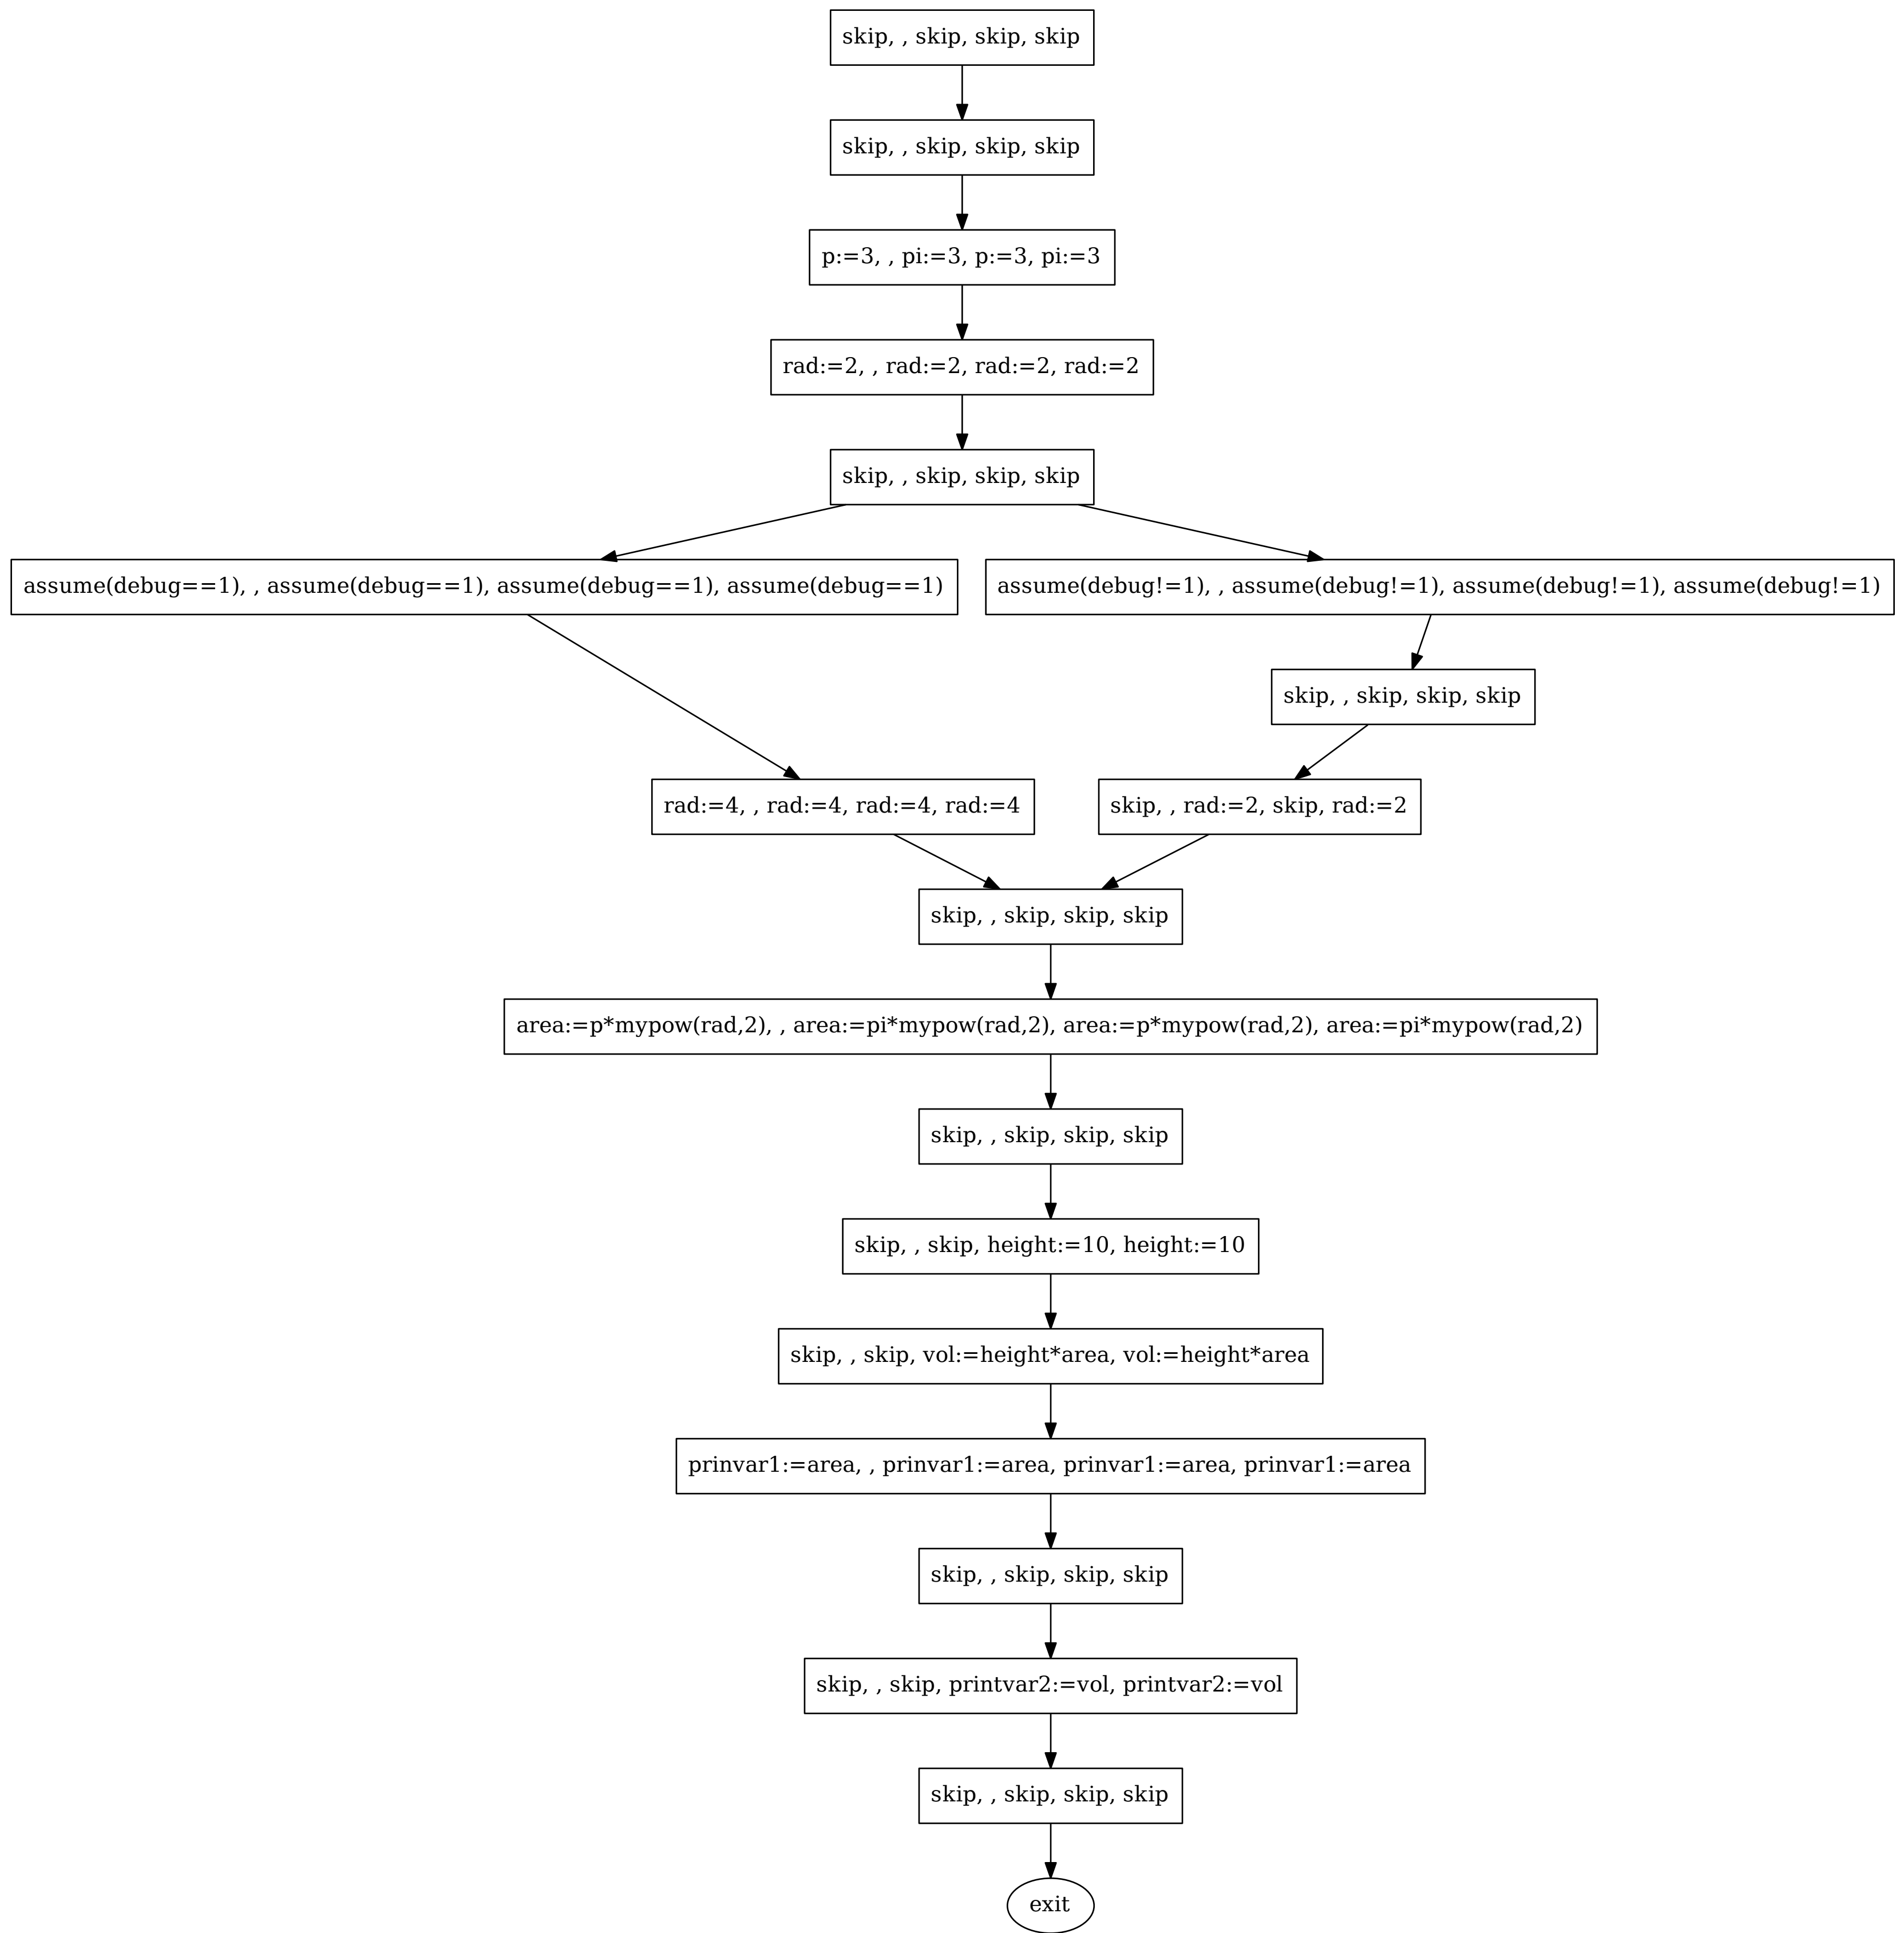 skip, , skip, skip, skip
skip, , skip, skip, skip
p:=3, , pi:=3, p:=3, pi:=3
rad:=2, , rad:=2, rad:=2, rad:=2
skip, , skip, skip, skip
assume(debug==1), , assume(debug==1), assume(debug==1), assume(debug==1)
assume(debug!=1), , assume(debug!=1), assume(debug!=1), assume(debug!=1)
skip, , skip, skip, skip
rad:=4, , rad:=4, rad:=4, rad:=4
skip, , rad:=2, skip, rad:=2
skip, , skip, skip, skip
area:=p*mypow(rad,2), , area:=pi*mypow(rad,2), area:=p*mypow(rad,2), area:=pi*mypow(rad,2)
skip, , skip, skip, skip
skip, , skip, height:=10, height:=10
skip, , skip, vol:=height*area, vol:=height*area
prinvar1:=area, , prinvar1:=area, prinvar1:=area, prinvar1:=area
skip, , skip, skip, skip
skip, , skip, printvar2:=vol, printvar2:=vol
skip, , skip, skip, skip
exit